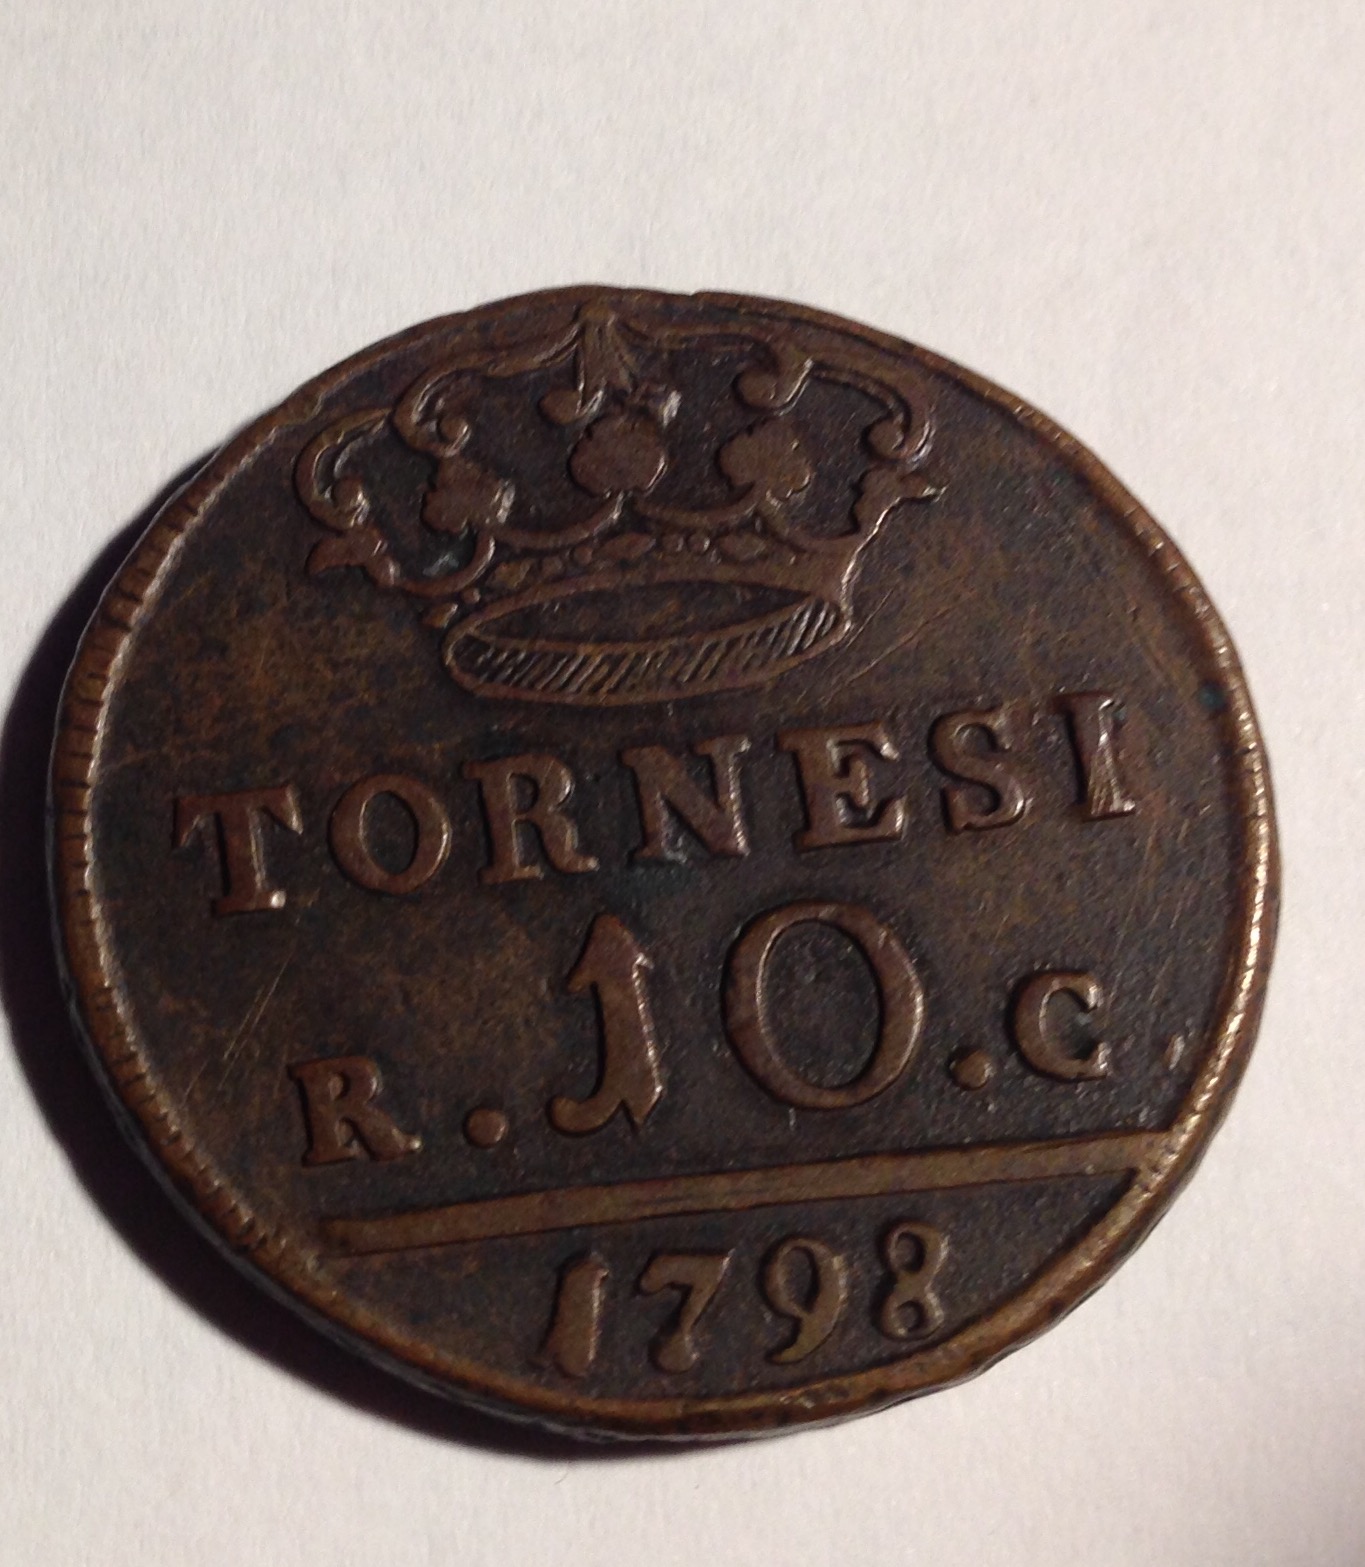 TORNESI
R . 10 . C
1798